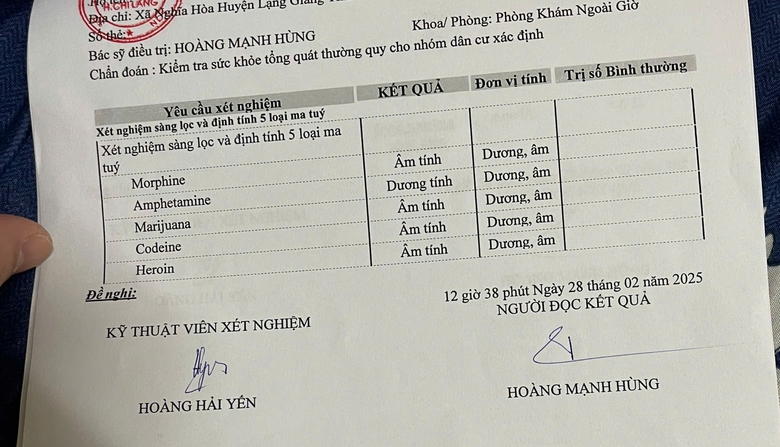 H.CHI LĂNG
Địa chỉ: Xã Nghĩa Hòa Huyện Lạng Giang
Số thẻ:
Bác sỹ điều trị: HOÀNG MẠNH HÙNG
Khoa/ Phòng: Phòng Khám Ngoài Giờ
Chẩn đoán : Kiểm tra sức khỏe tổng quát thường quy cho nhóm dân cư xác định
Yêu cầu xét nghiệm KẾT QUẢ Đơn vị tính Trị số Bình thường
Xét nghiệm sàng lọc và định tính 5 loại ma tuý
Xét nghiệm sàng lọc và định tính 5 loại ma
tuý
Morphine Âm tính Dương, âm
Amphetamine Dương tính Dương, âm
Marijuana Âm tính Dương, âm
Codeine Âm tính Dương, âm
Heroin Âm tính Dương, âm
Đề nghị:
12 giờ 38 phút Ngày 28 tháng 02 năm 2025
KỸ THUẬT VIÊN XÉT NGHIỆM
NGƯỜI ĐỌC KẾT QUẢ
HOÀNG HẢI YẾN
HOÀNG MẠNH HÙNG